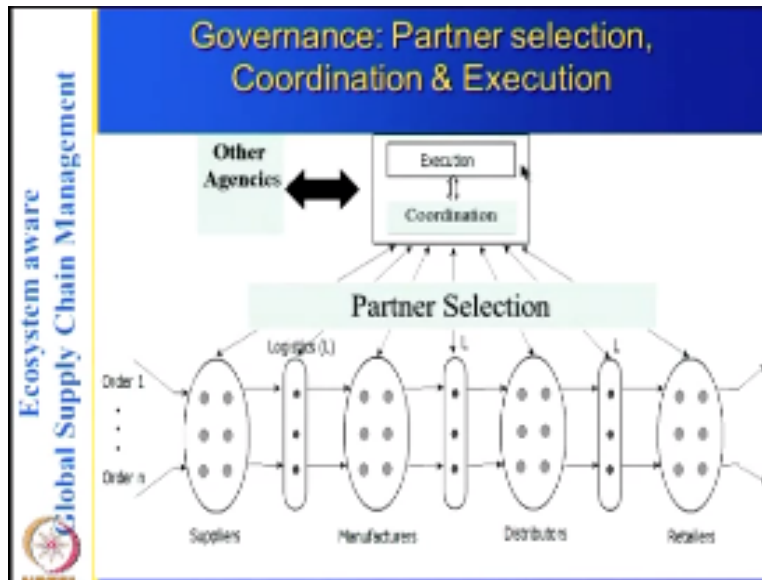 Governance: Partner selection,
Coordination & Execution
Ecosystem aware
Global Supply Chain Management
Other
Agencies
Execution
Coordination
Partner Selection
Logistics (L)
L
L
Order 1
Order n
Suppliers
Manufacturers
Distributors
Retailers